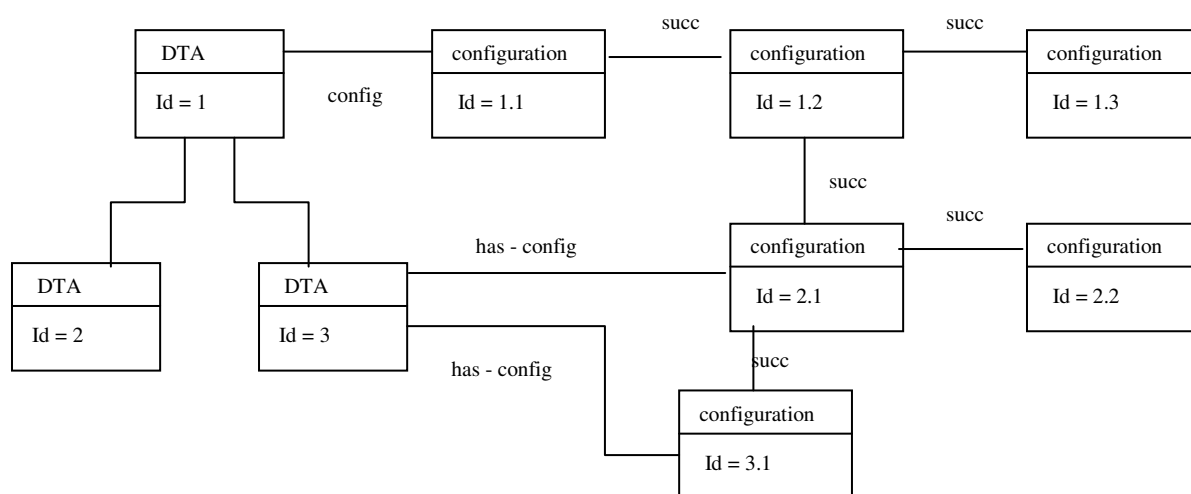 succ
succ
DTA
configuration
configuration
configuration
Id = 1
config
Id = 1.1
Id = 1.2
Id = 1.3
succ
succ
has - config
configuration
configuration
DTA
DTA
Id = 2.1
Id = 2.2
Id = 2
Id = 3
has - config
succ
configuration
Id = 3.1